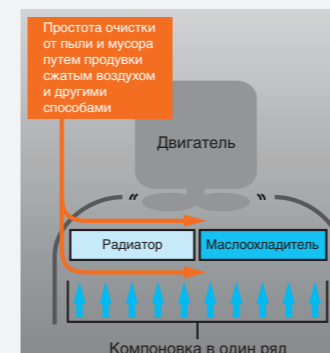 Простота очистки
от пыли и мусора
путем продувки
сжатым воздухом
и другими
способами
Двигатель
Радиатор
Маслоохладитель
Компоновка в один ряд